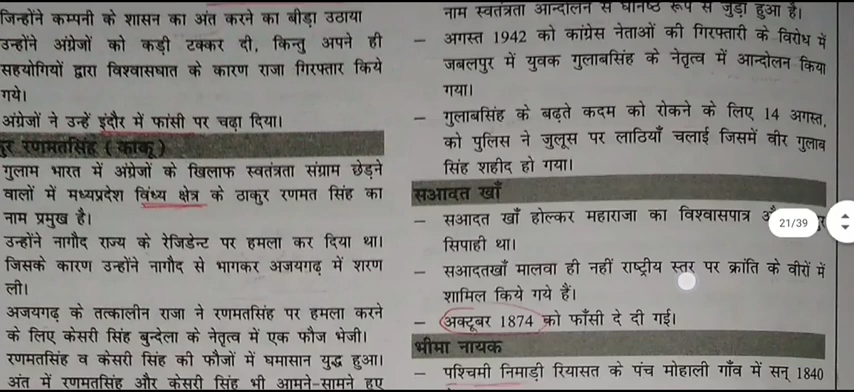 जिन्होंने कम्पनी के शासन का अंत करने का बीड़ा उठाया
उन्होंने अंग्रेजों को कड़ी टक्कर दी, किन्तु अपने ही
सहयोगियों द्वारा विश्वासघात के कारण राजा गिरफ्तार किये
गये।
अंग्रेजों ने उन्हें इंदौर में फांसी पर चढ़ा दिया।
रणमतसिंह ( काकू )
गुलाम भारत में अंग्रेजों के खिलाफ स्वतंत्रता संग्राम छेड़ने
वालों में मध्यप्रदेश विंध्य क्षेत्र के ठाकुर रणमत सिंह का
नाम प्रमुख है।
उन्होंने नागौद राज्य के रेजिडेन्ट पर हमला कर दिया था।
जिसके कारण उन्होंने नागौद से भागकर अजयगढ़ में शरण
ली।
अजयगढ़ के तत्कालीन राजा ने रणमतसिंह पर हमला करने
के लिए केसरी सिंह बुन्देला के नेतृत्व में एक फौज भेजी।
रणमतसिंह व केसरी सिंह की फौजों में घमासान युद्ध हुआ।
अंत में रणमतसिंह और केसरी सिंह भी आमने-सामने हुए
नाम स्वतंत्रता आन्दोलन से घनिष्ठ रूप से जुड़ा हुआ है।
– अगस्त 1942 को कांग्रेस नेताओं की गिरफ्तारी के विरोध में
जबलपुर में युवक गुलाबसिंह के नेतृत्व में आन्दोलन किया
गया।
– गुलाबसिंह के बढ़ते कदम को रोकने के लिए 14 अगस्त,
को पुलिस ने जुलूस पर लाठियाँ चलाई जिसमें वीर गुलाब
सिंह शहीद हो गया।
सआदत खाँ
– सआदत खाँ होल्कर महाराजा का विश्वासपात्र
सिपाही था।
– सआदतखाँ मालवा ही नहीं राष्ट्रीय स्तर पर क्रांति के वीरों में
शामिल किये गये हैं।
– अक्टूबर 1874 को फाँसी दे दी गई।
भीमा नायक
– पश्चिमी निमाड़ी रियासत के पंच मोहाली गाँव में सन् 1840
21/39